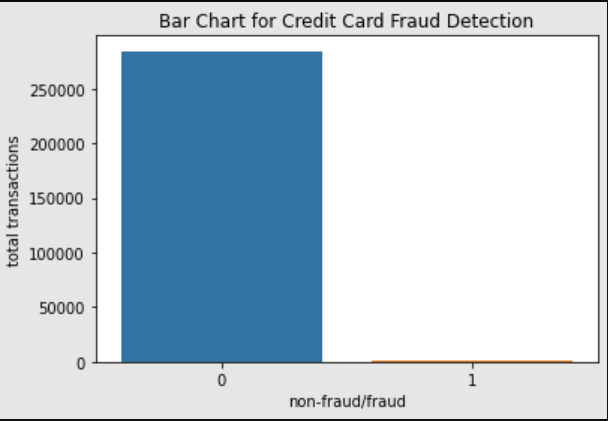 Bar Chart for Credit Card Fraud Detection
250000
200000
150000
100000
50000
0
total transactions
0 1
non-fraud/fraud